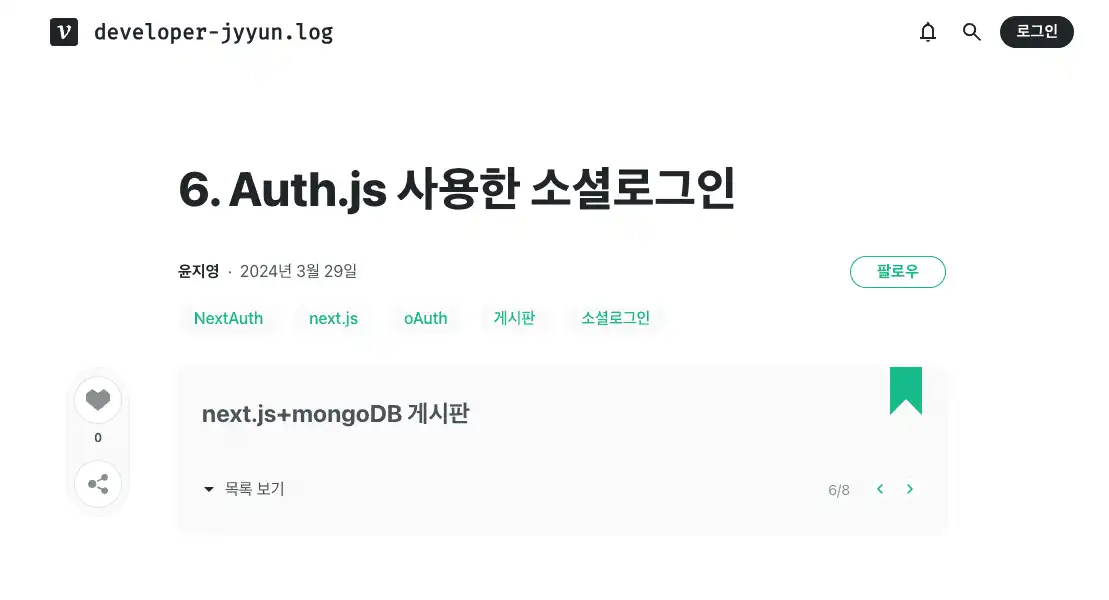 v developer-jyyun.log
로그인
6. Auth.js 사용한 소셜로그인
윤지영 · 2024년 3월 29일
팔로우
NextAuth next.js oAuth 게시판 소셜로그인
0
next.js+mongoDB 게시판
목록 보기
6/8